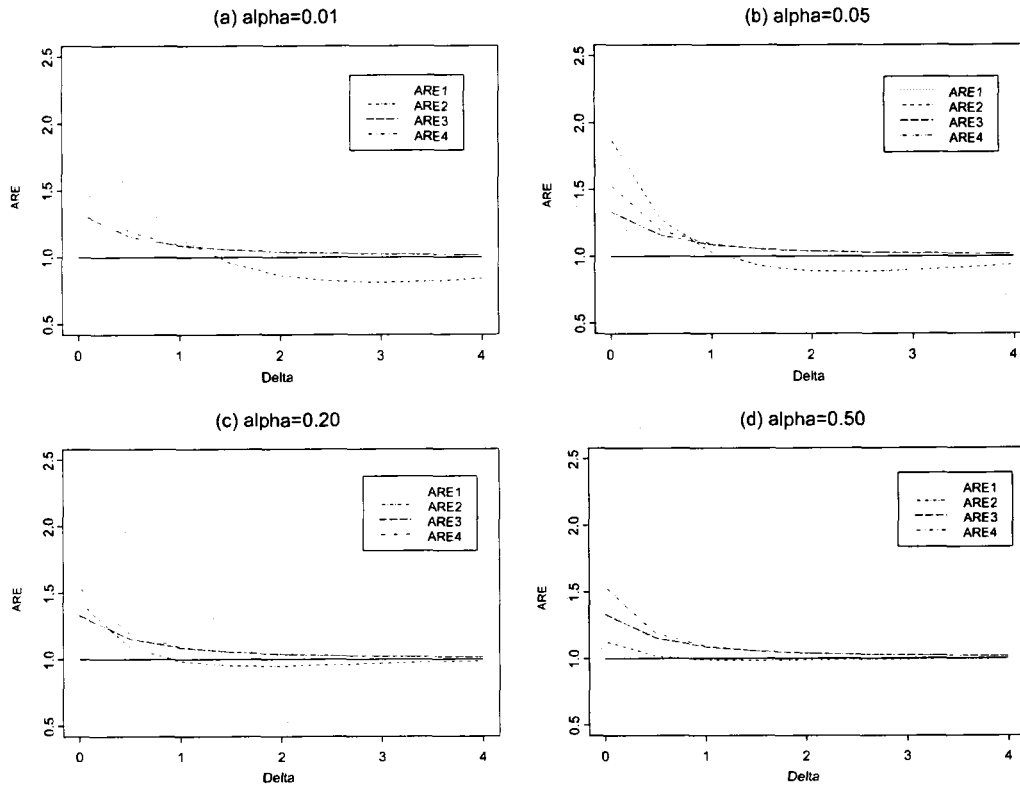 (a) alpha=0.01
ARE
2.5
2.0
1.5
1.0
0.5
ARE1
ARE2
ARE3
ARE4
0 1 2 3 4
Delta
(b) alpha=0.05
ARE
2.5
2.0
1.5
1.0
0.5
ARE1
ARE2
ARE3
ARE4
0 1 2 3 4
Delta
(c) alpha=0.20
ARE
2.5
2.0
1.5
1.0
0.5
ARE1
ARE2
ARE3
ARE4
0 1 2 3 4
Delta
(d) alpha=0.50
ARE
2.5
2.0
1.5
1.0
0.5
ARE1
ARE2
ARE3
ARE4
0 1 2 3 4
Delta